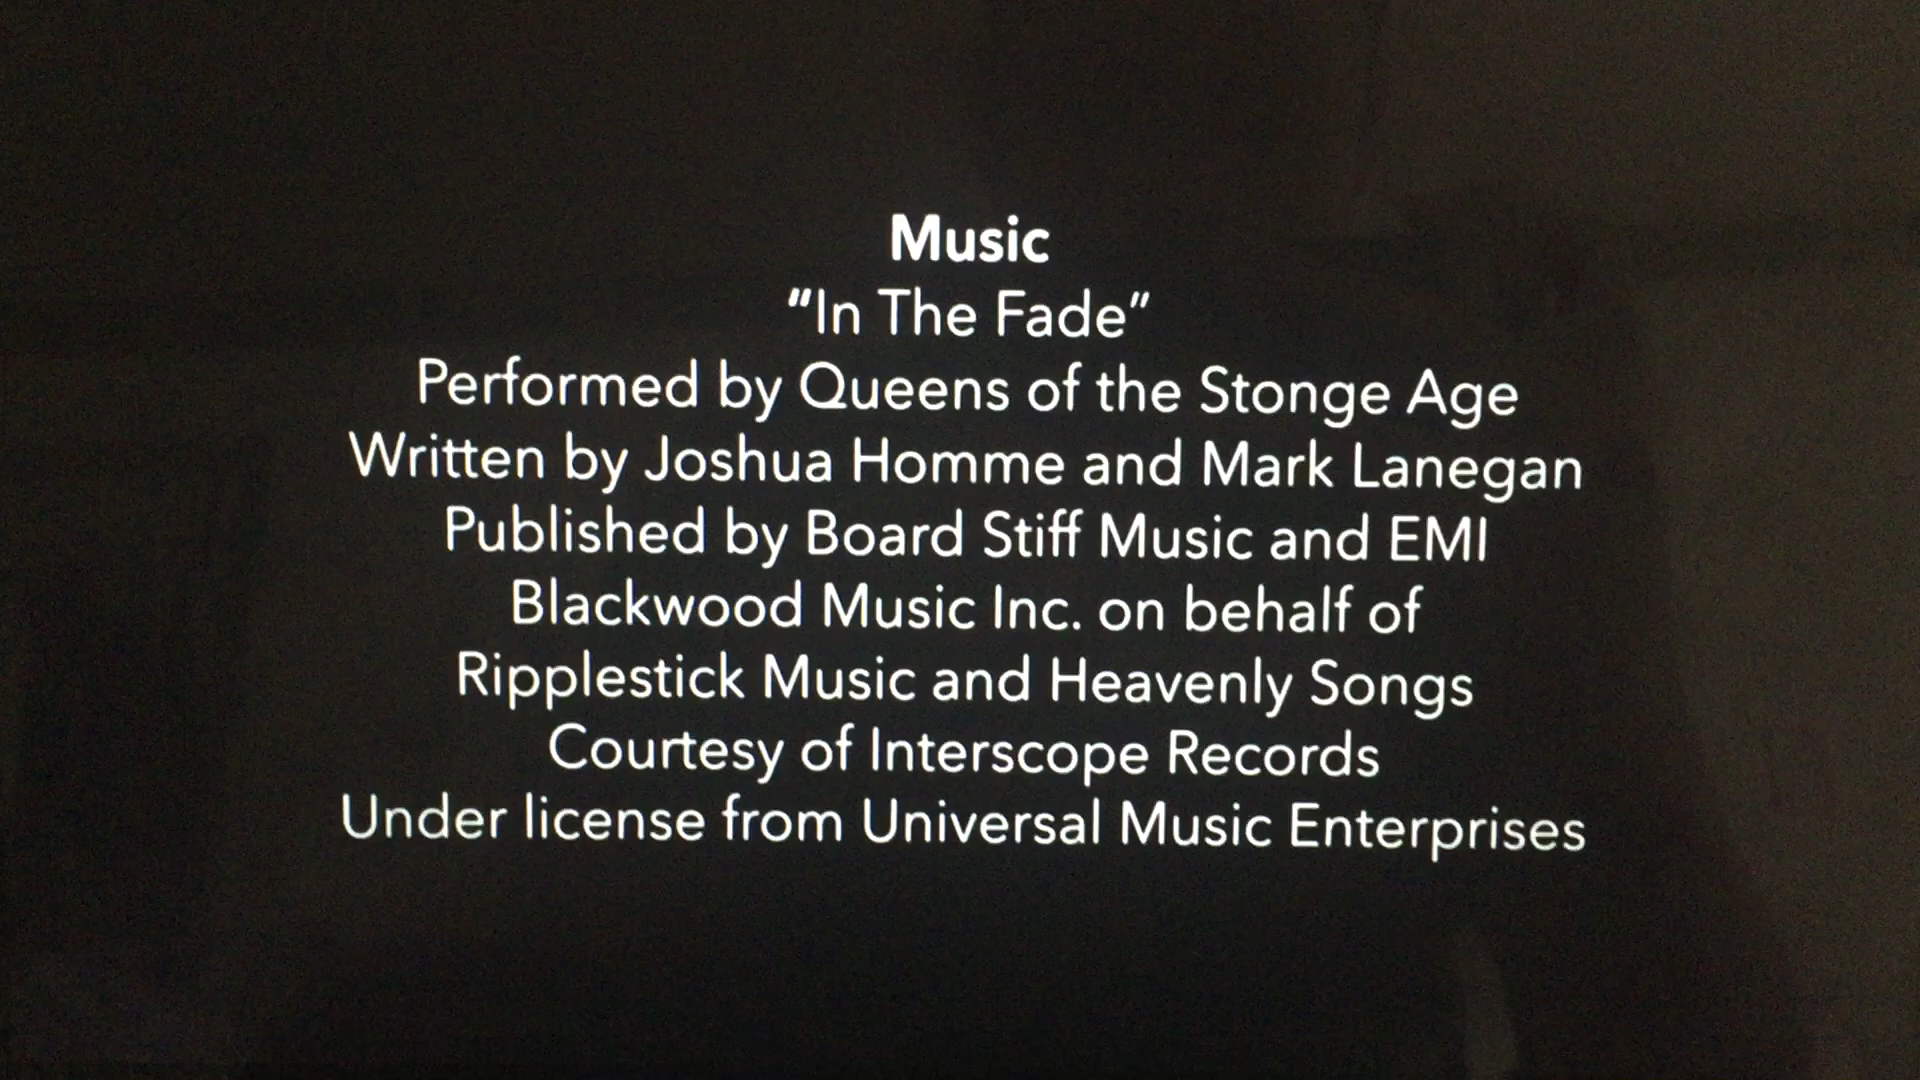 Music
“In The Fade”
Performed by Queens of the Stonge Age
Written by Joshua Homme and Mark Lanegan
Published by Board Stiff Music and EMI
Blackwood Music Inc. on behalf of
Ripplestick Music and Heavenly Songs
Courtesy of Interscope Records
Under license from Universal Music Enterprises